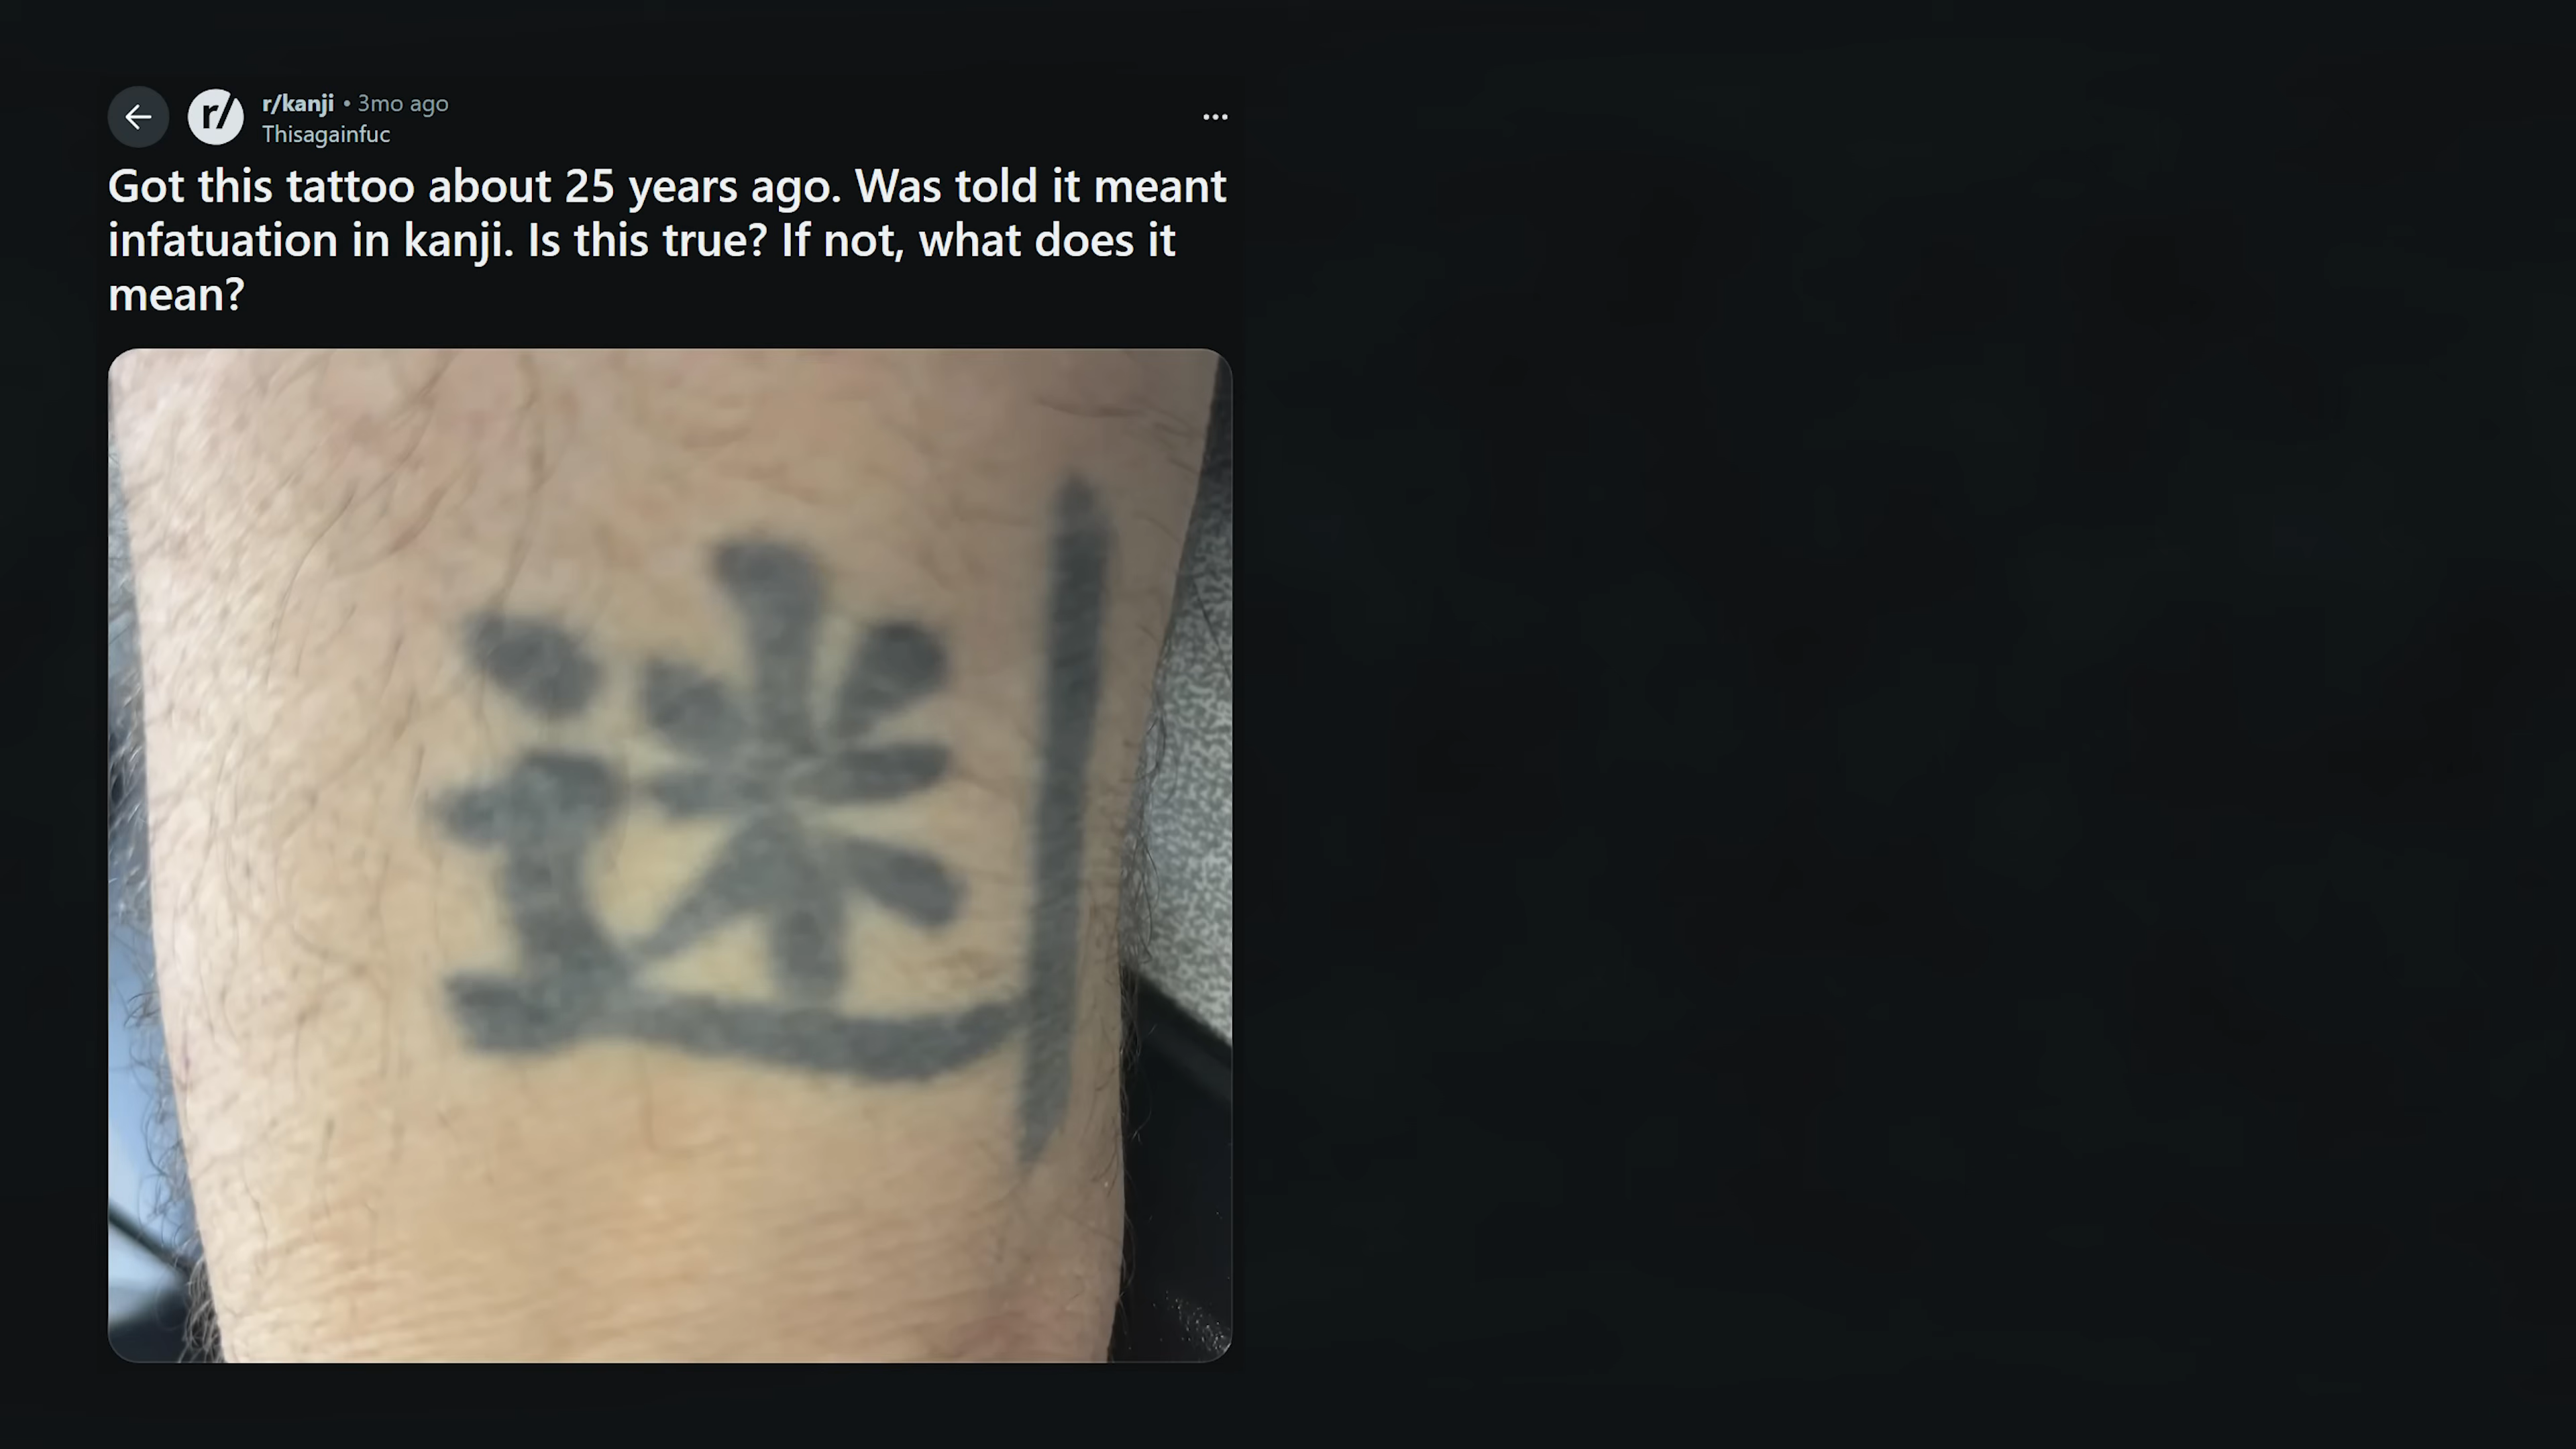 r/kanji • 3mo ago
Thisagainfuc
Got this tattoo about 25 years ago. Was told it meant
infatuation in kanji. Is this true? If not, what does it
mean?
迷